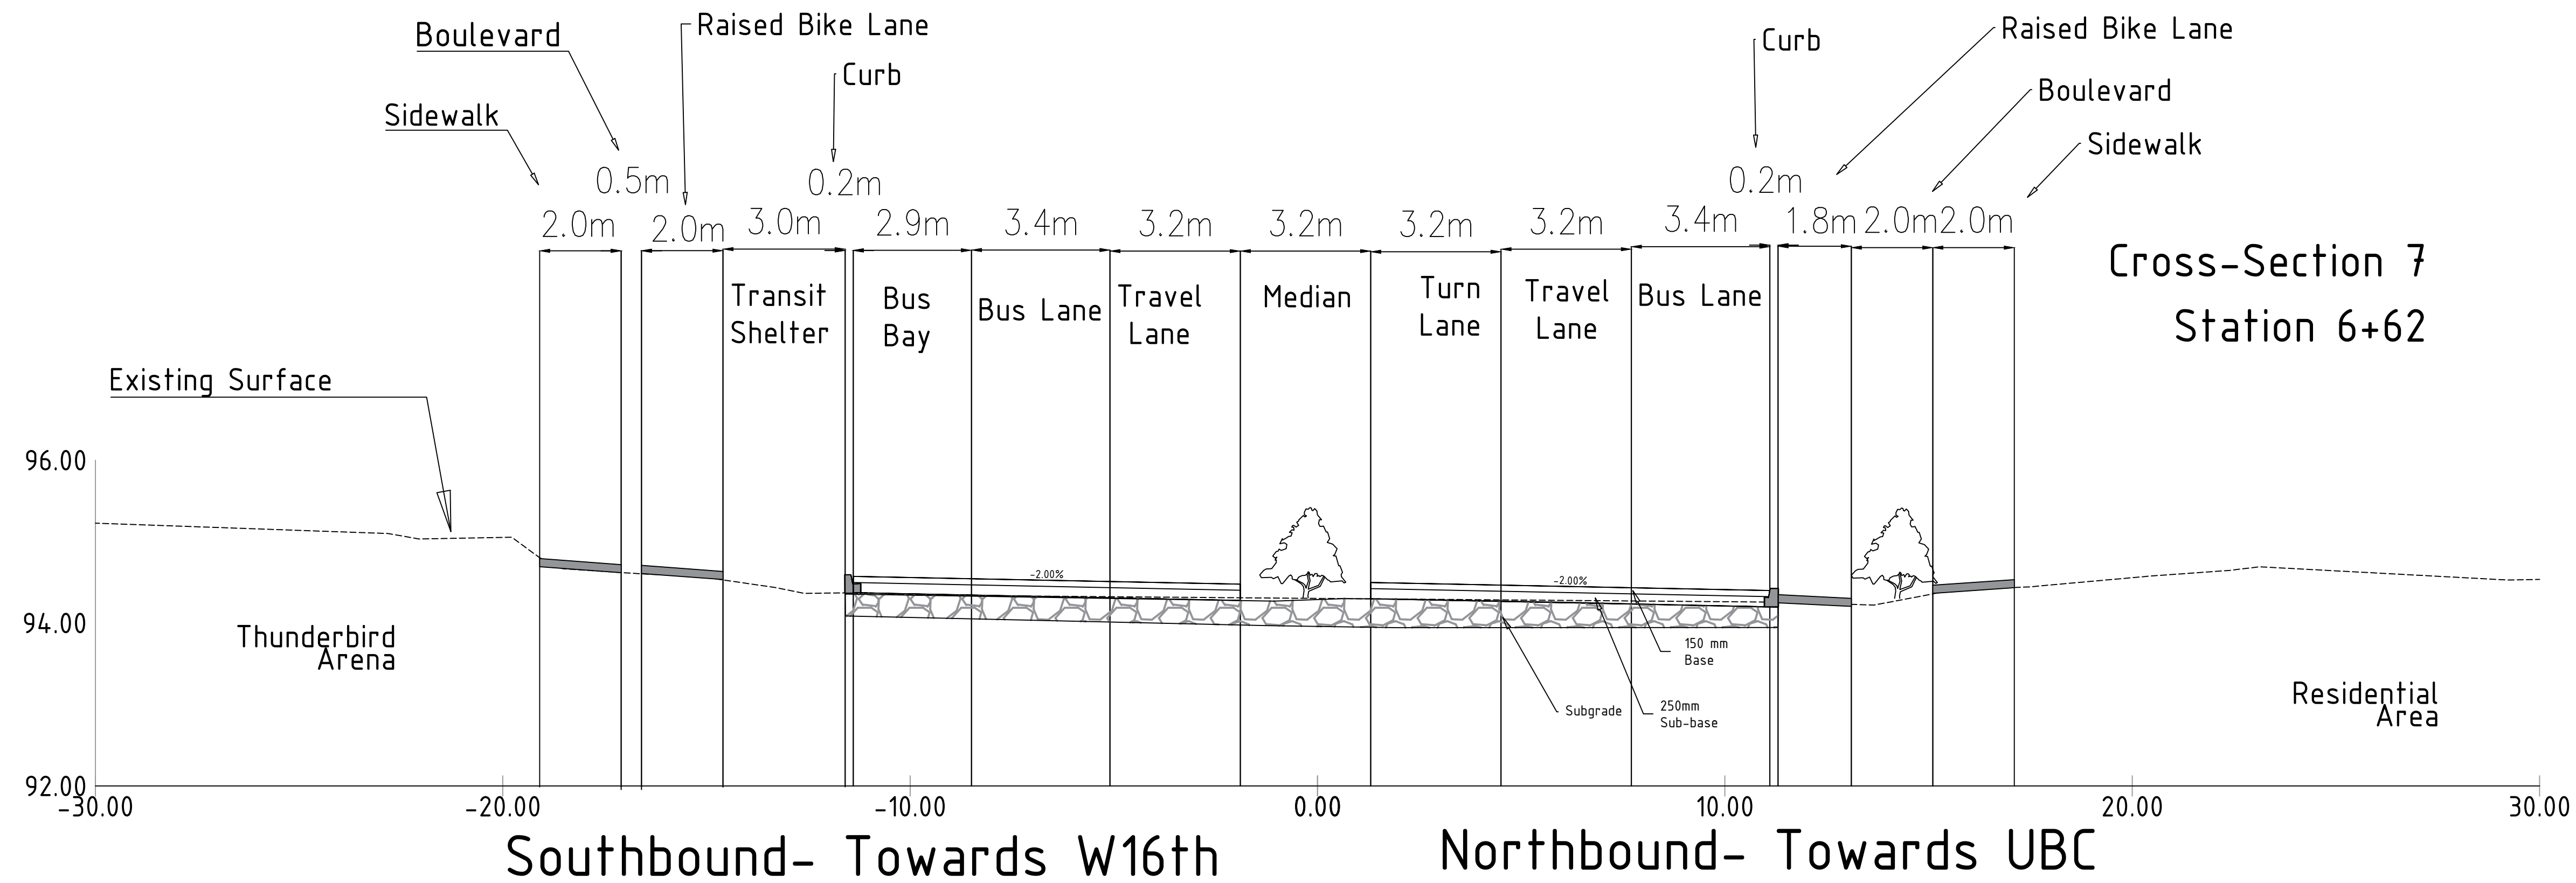 Boulevard
Raised Bike Lane
Curb
Sidewalk
Curb
Raised Bike Lane
Boulevard
Sidewalk
0.5m
0.2m
0.2m
2.0m
2.0m
3.0m
2.9m
3.4m
3.2m
3.2m
3.2m
3.2m
3.4m
1.8m
2.0m
2.0m
Transit
Shelter
Bus
Bay
Bus Lane
Travel
Lane
Median
Turn
Lane
Travel
Lane
Bus Lane
Cross-Section 7
Station 6+62
Existing Surface
96.00
94.00
92.00
-2.00%
-2.00%
Thunderbird
Arena
150 mm
Base
250mm
Sub-base
Subgrade
Residential
Area
-30.00
-20.00
-10.00
0.00
10.00
20.00
30.00
Southbound- Towards W16th
Northbound- Towards UBC